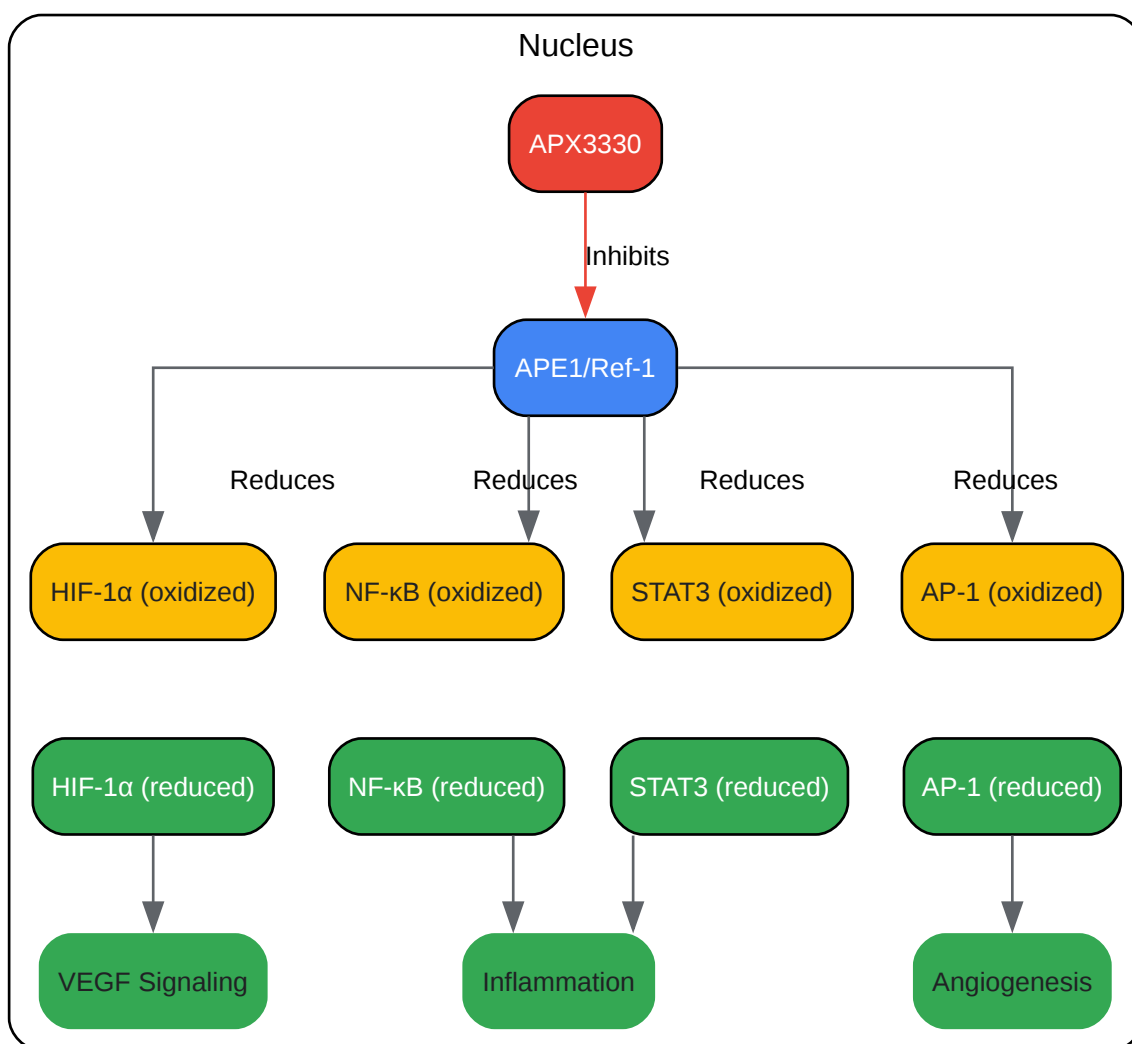 Nucleus
APX3330
Inhibits
APE1/Ref-1
Reduces
Reduces
Reduces
Reduces
HIF-1α (oxidized)
NF-κB (oxidized)
STAT3 (oxidized)
AP-1 (oxidized)
HIF-1α (reduced)
NF-κB (reduced)
STAT3 (reduced)
AP-1 (reduced)
VEGF Signaling
Inflammation
Angiogenesis